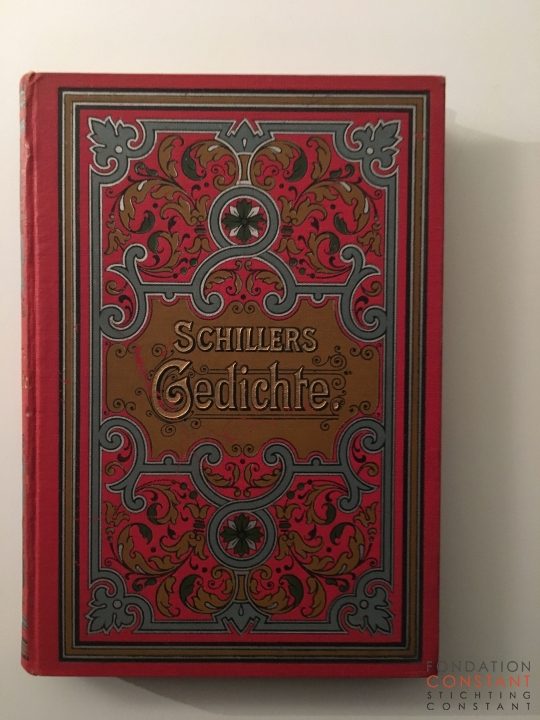 SCHILLERS
Gedichte.
FONDATION
CONSTANT
STICHTING
CONSTANT